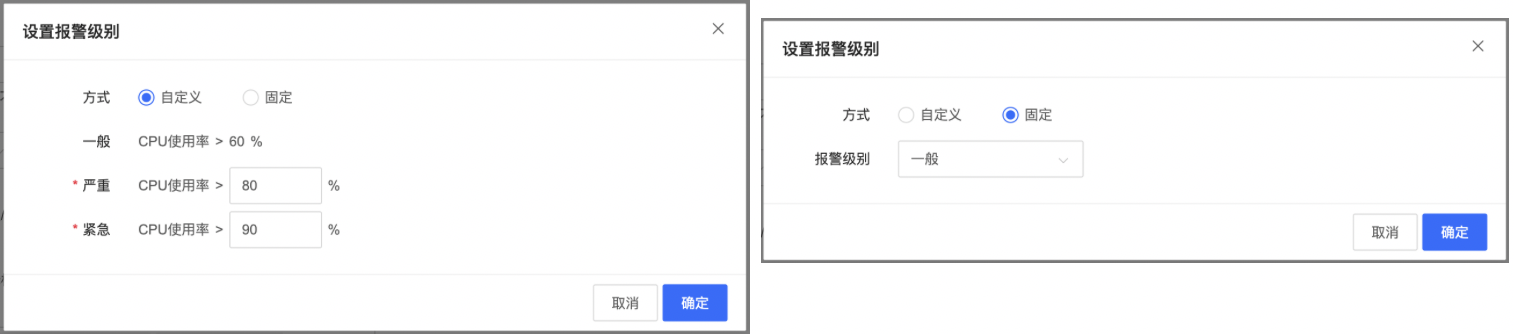 设置报警级别
方式 自定义 固定
一般 CPU使用率 > 60 %
* 严重 CPU使用率 > 80 %
* 紧急 CPU使用率 > 90 %
取消 确定
设置报警级别
方式 自定义 固定
报警级别 一般
取消 确定